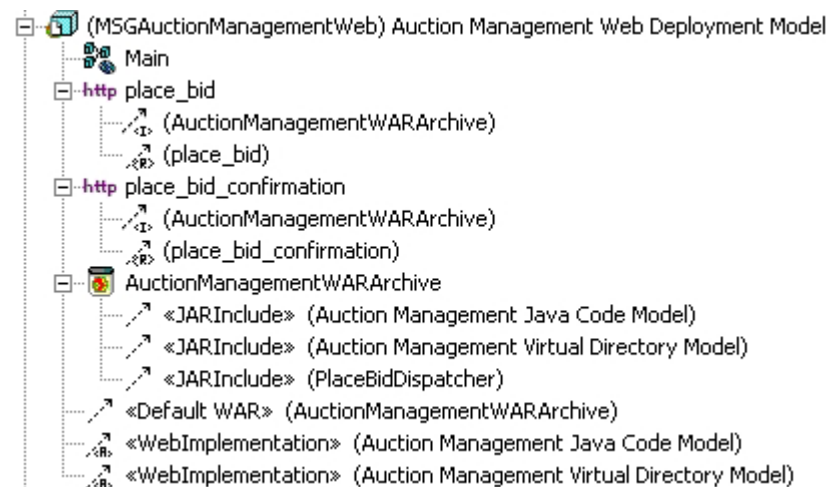 (MSGAuctionManagementWeb) Auction Management Web Deployment Model
Main
http place_bid
<I> (AuctionManagementWARArchive)
<R> (place_bid)
http place_bid_confirmation
<I> (AuctionManagementWARArchive)
<R> (place_bid_confirmation)
AuctionManagementWARArchive
«JARInclude» (Auction Management Java Code Model)
«JARInclude» (Auction Management Virtual Directory Model)
«JARInclude» (PlaceBidDispatcher)
«Default WAR» (AuctionManagementWARArchive)
<R> «WebImplementation» (Auction Management Java Code Model)
<R> «WebImplementation» (Auction Management Virtual Directory Model)